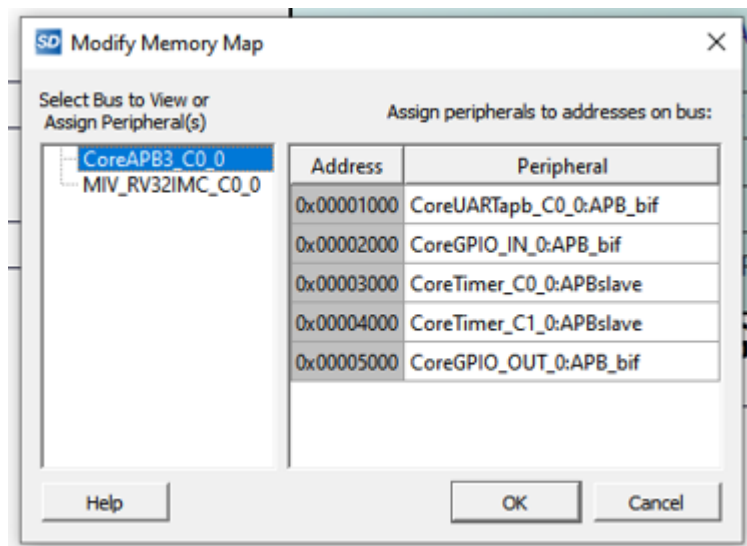 SD Modify Memory Map
Select Bus to View or
Assign Peripheral(s)
Assign peripherals to addresses on bus:
CoreAPB3_C0_0
MIV_RV32IMC_C0_0
Address Peripheral
0x00001000 CoreUARTapb_C0_0:APB_bif
0x00002000 CoreGPIO_IN_0:APB_bif
0x00003000 CoreTimer_C0_0:APBslave
0x00004000 CoreTimer_C1_0:APBslave
0x00005000 CoreGPIO_OUT_0:APB_bif
Help OK Cancel